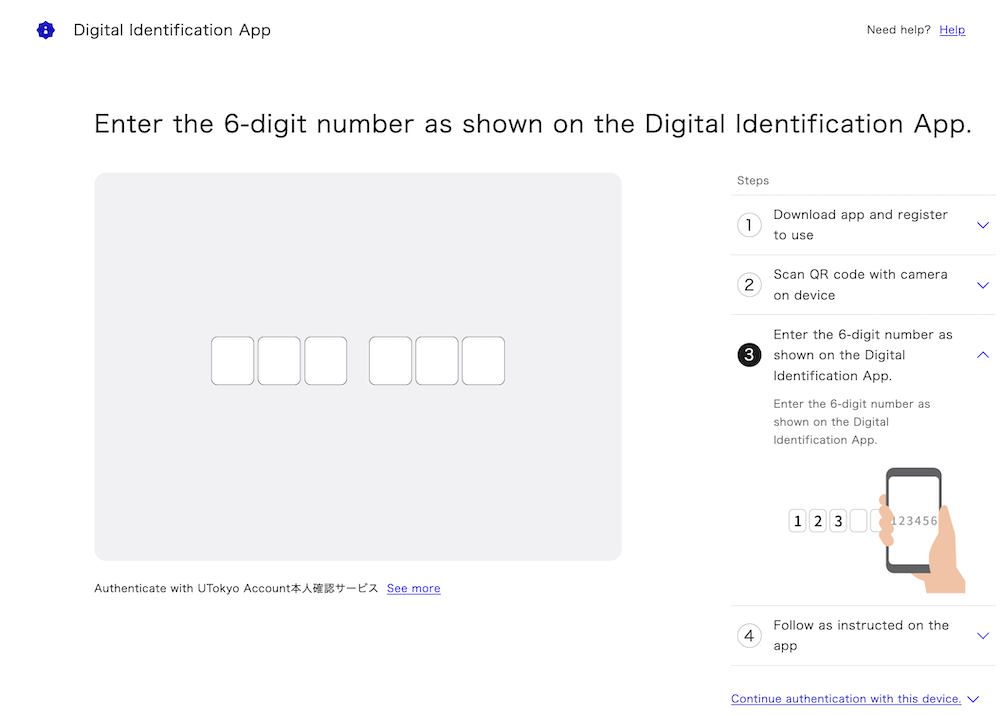 Digital Identification App
Need help? Help
Enter the 6-digit number as shown on the Digital Identification App.
Steps
1
Download app and register
to use
2
Scan QR code with camera
on device
3
Enter the 6-digit number as
shown on the Digital
Identification App.
Enter the 6-digit number as
shown on the Digital
Identification App.
1 2 3
123456
4
Follow as instructed on the
app
Authenticate with UTokyo Account本人確認サービス See more
Continue authentication with this device.